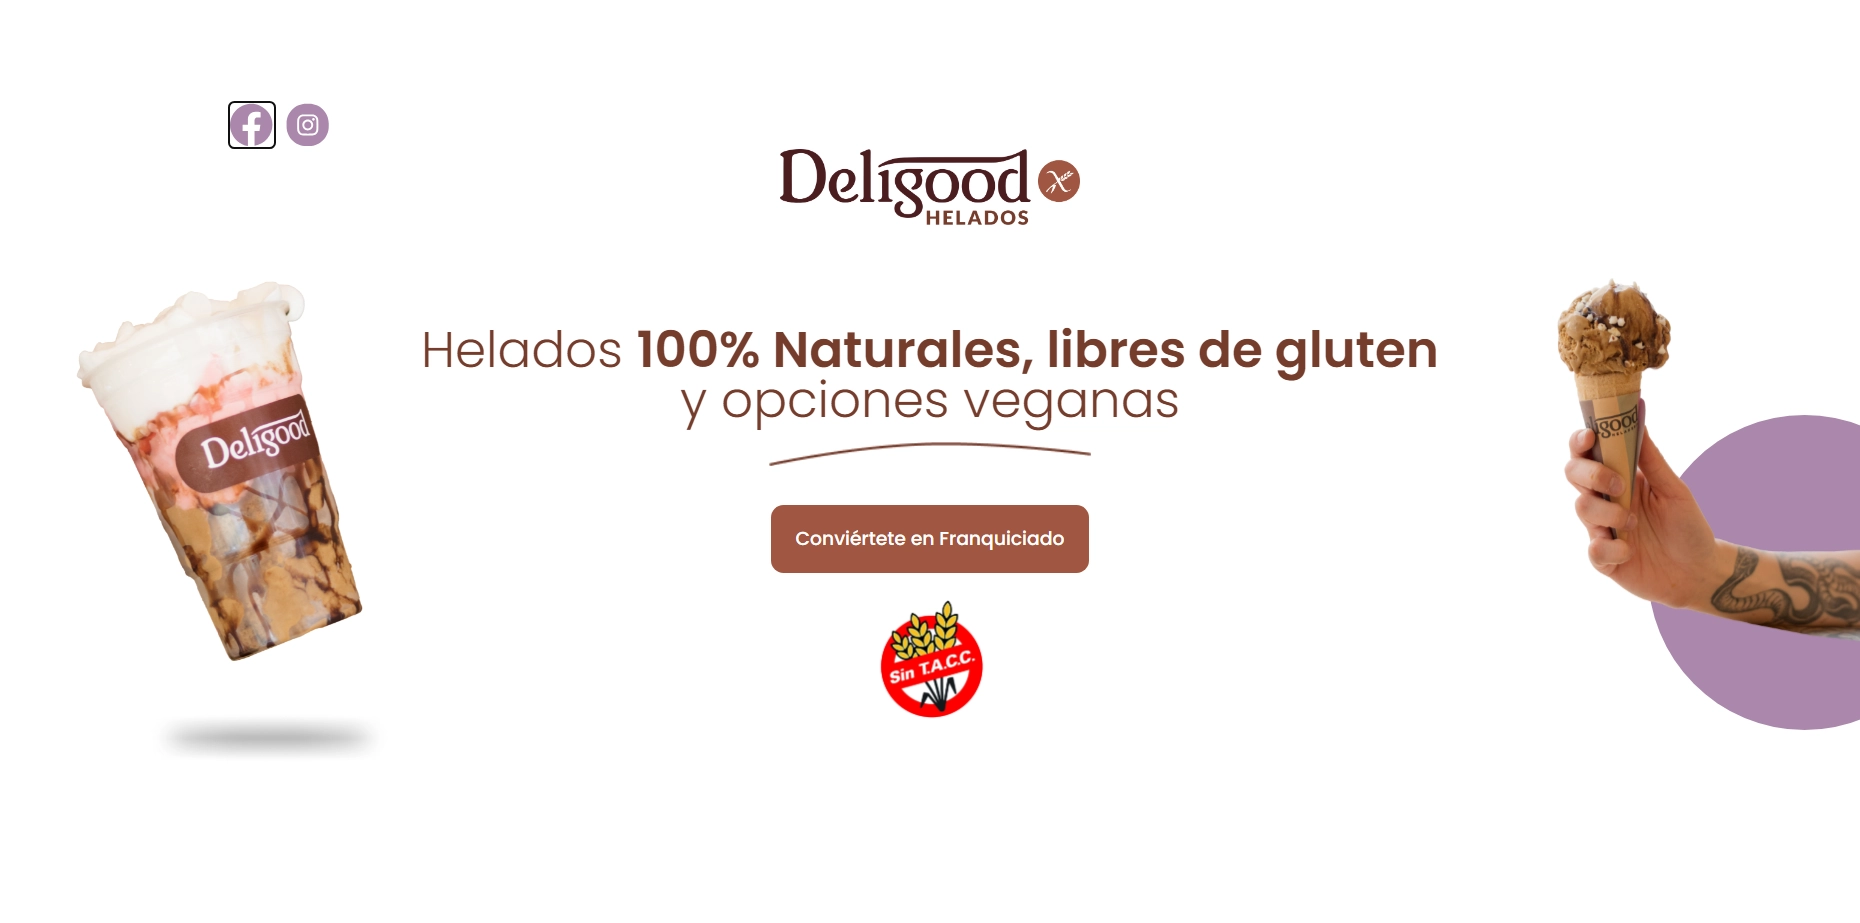 Deligood
HELADOS
Helados 100% Naturales, libres de gluten
y opciones veganas
Deligood
Conviértete en Franquiciado
Sin T.A.C.C.